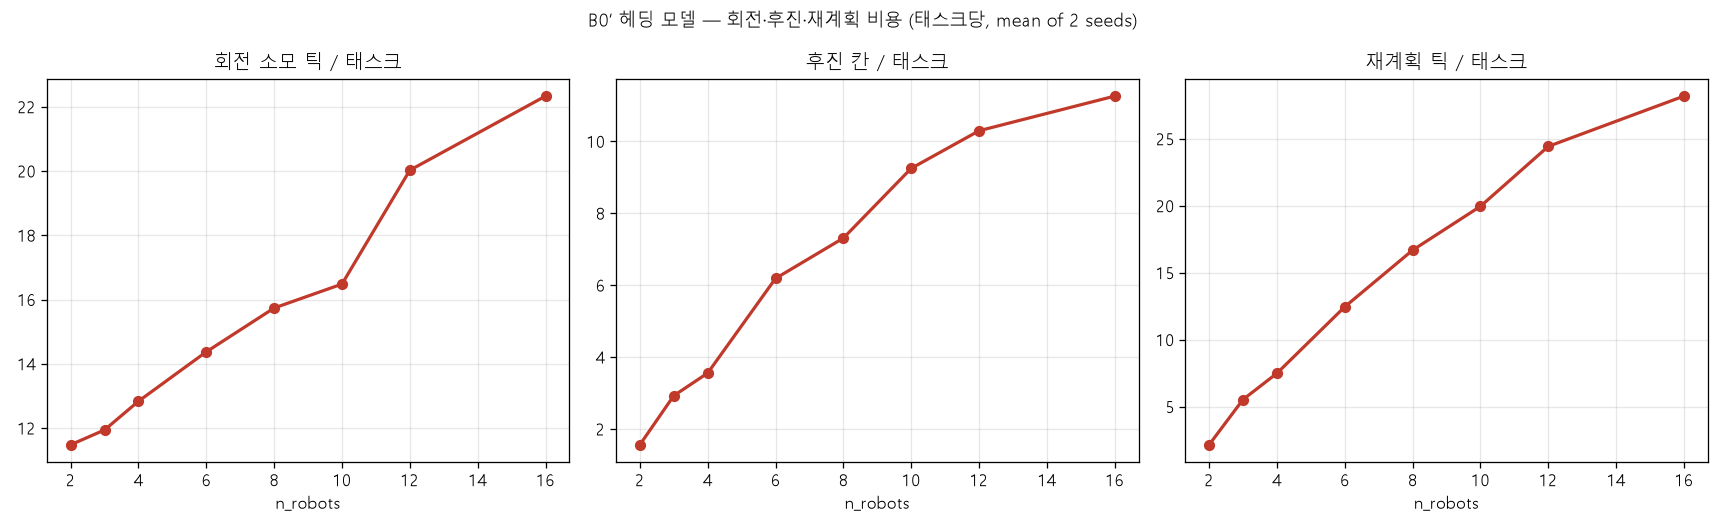 B0′ 헤딩 모델 — 회전·후진·재계획 비용 (태스크당, mean of 2 seeds)
회전 소모 틱 / 태스크
22
20
18
16
14
12
2 4 6 8 10 12 14 16
n_robots
후진 칸 / 태스크
10
8
6
4
2
2 4 6 8 10 12 14 16
n_robots
재계획 틱 / 태스크
25
20
15
10
5
2 4 6 8 10 12 14 16
n_robots